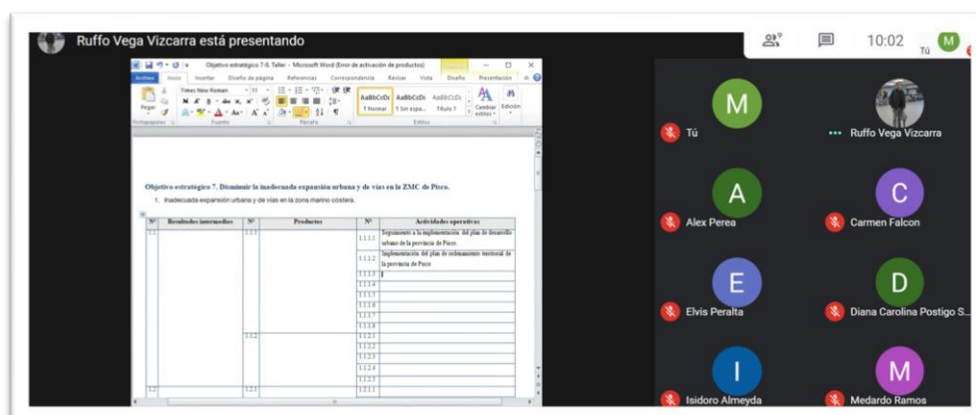 Ruffo Vega Vizcarra está presentando
10:02
Tú
M
Objetivo estratégico 7-8. Taller - Microsoft Word (Error de activación de productos)
Archivo Inicio Insertar Diseño de página Referencias Correspondencia Revisar Vista Diseño Presentación
Pegar
Times New Roman 11
N K S
AaBbCcDc AaBbCcDc AaBbCcDc
¶ Normal ¶ Sin espa... Título 7
Cambiar estilos
Edición
Portapapeles Fuente Párrafo Estilos
Objetivo estratégico 7. Disminuir la inadecuada expansión urbana y de vías en la ZMC de Pisco.
1. Inadecuada expansión urbana y de vías en la zona marino costera.
Nº Resultados intermedios Nº Productos Nº Actividades operativas
1.1 1.1.1 1.1.1.1 Seguimiento a la implementación del plan de desarrollo
urbano de la provincia de Pisco.
1.1.1.2 Implementación del plan de ordenamiento territorial de
la provincia de Pisco
1.1.1.3
1.1.1.4
1.1.1.5
1.1.1.6
1.1.1.7
1.1.1.8
1.1.2 1.1.2.1
1.1.2.2
1.1.2.3
1.1.2.4
1.1.2.5
1.2 1.2.1 1.2.1.1
M
Tú
Ruffo Vega Vizcarra
A
Alex Perea
C
Carmen Falcon
E
Elvis Peralta
D
Diana Carolina Postigo S...
I
Isidoro Almeyda
M
Medardo Ramos